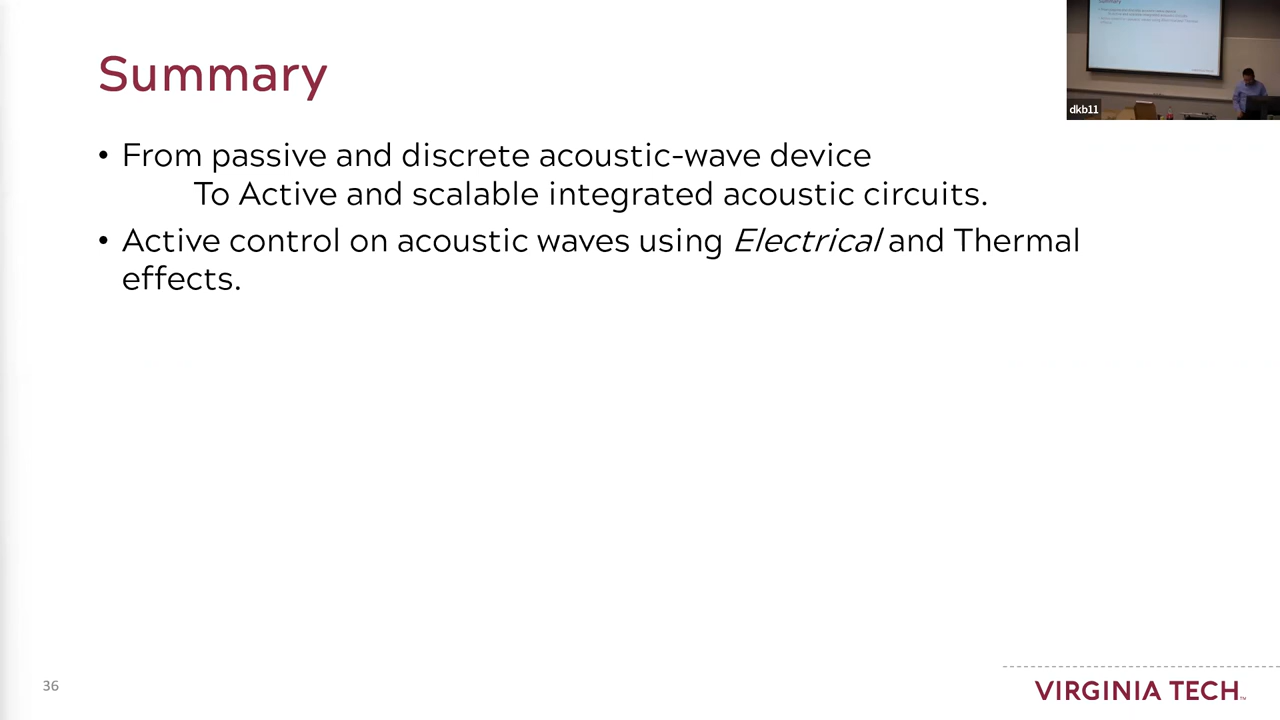 Summary
• From passive and discrete acoustic-wave device
To Active and scalable integrated acoustic circuits.
• Active control on acoustic waves using Electrical and Thermal
effects.
dkb11
36
VIRGINIA TECH™